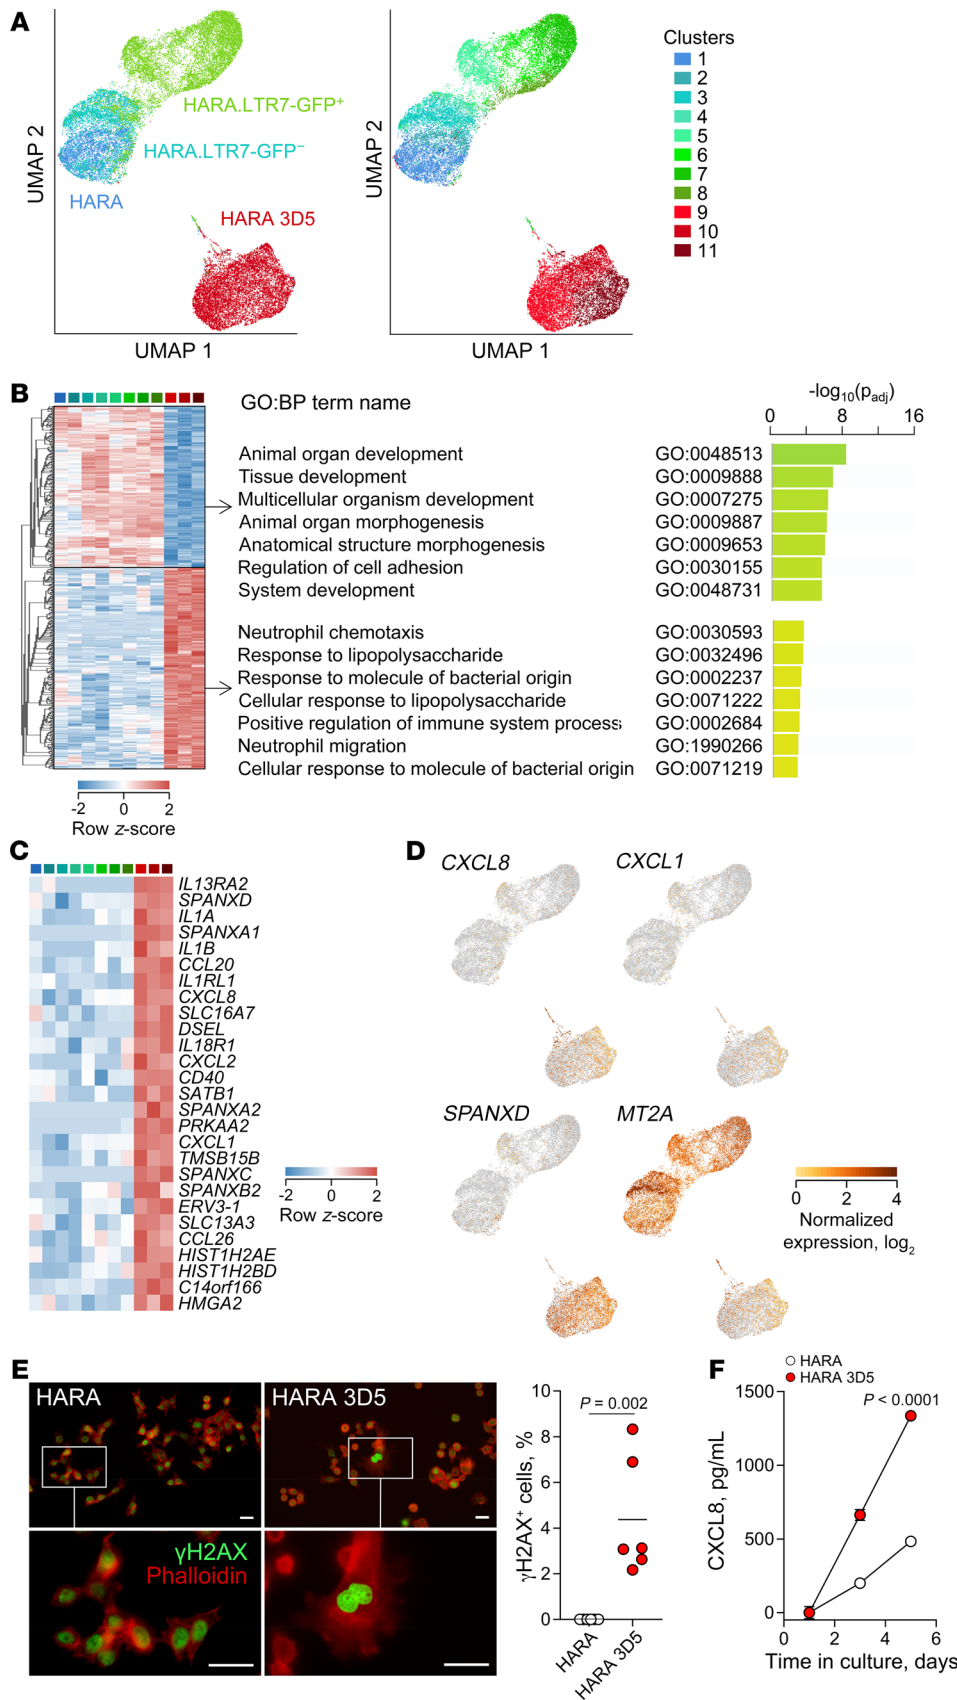 A
UMAP 2
HARA.LTR7-GFP+
HARA.LTR7-GFP−
HARA
HARA 3D5
UMAP 1
UMAP 2
UMAP 1
Clusters
1
2
3
4
5
6
7
8
9
10
11
B
GO:BP term name
-log10(padj)
0 8 16
Animal organ development GO:0048513
Tissue development GO:0009888
Multicellular organism development GO:0007275
Animal organ morphogenesis GO:0009887
Anatomical structure morphogenesis GO:0009653
Regulation of cell adhesion GO:0030155
System development GO:0048731
Neutrophil chemotaxis GO:0030593
Response to lipopolysaccharide GO:0032496
Response to molecule of bacterial origin GO:0002237
Cellular response to lipopolysaccharide GO:0071222
Positive regulation of immune system process GO:0002684
Neutrophil migration GO:1990266
Cellular response to molecule of bacterial origin GO:0071219
-2 0 2
Row z-score
C
IL13RA2
SPANXD
IL1A
SPANXA1
IL1B
CCL20
IL1RL1
CXCL8
SLC16A7
DSEL
IL18R1
CXCL2
CD40
SATB1
SPANXA2
PRKAA2
CXCL1
TMSB15B
SPANXC
SPANXB2
ERV3-1
SLC13A3
CCL26
HIST1H2AE
HIST1H2BD
C14orf166
HMGA2
-2 0 2
Row z-score
D
CXCL8
CXCL1
SPANXD
MT2A
0 2 4
Normalized
expression, log2
E
HARA
HARA 3D5
γH2AX
Phalloidin
γH2AX+ cells, %
10
8
6
4
2
0
P = 0.002
HARA
HARA 3D5
F
HARA
HARA 3D5
P < 0.0001
CXCL8, pg/mL
1500
1000
500
0
0 2 4 6
Time in culture, days